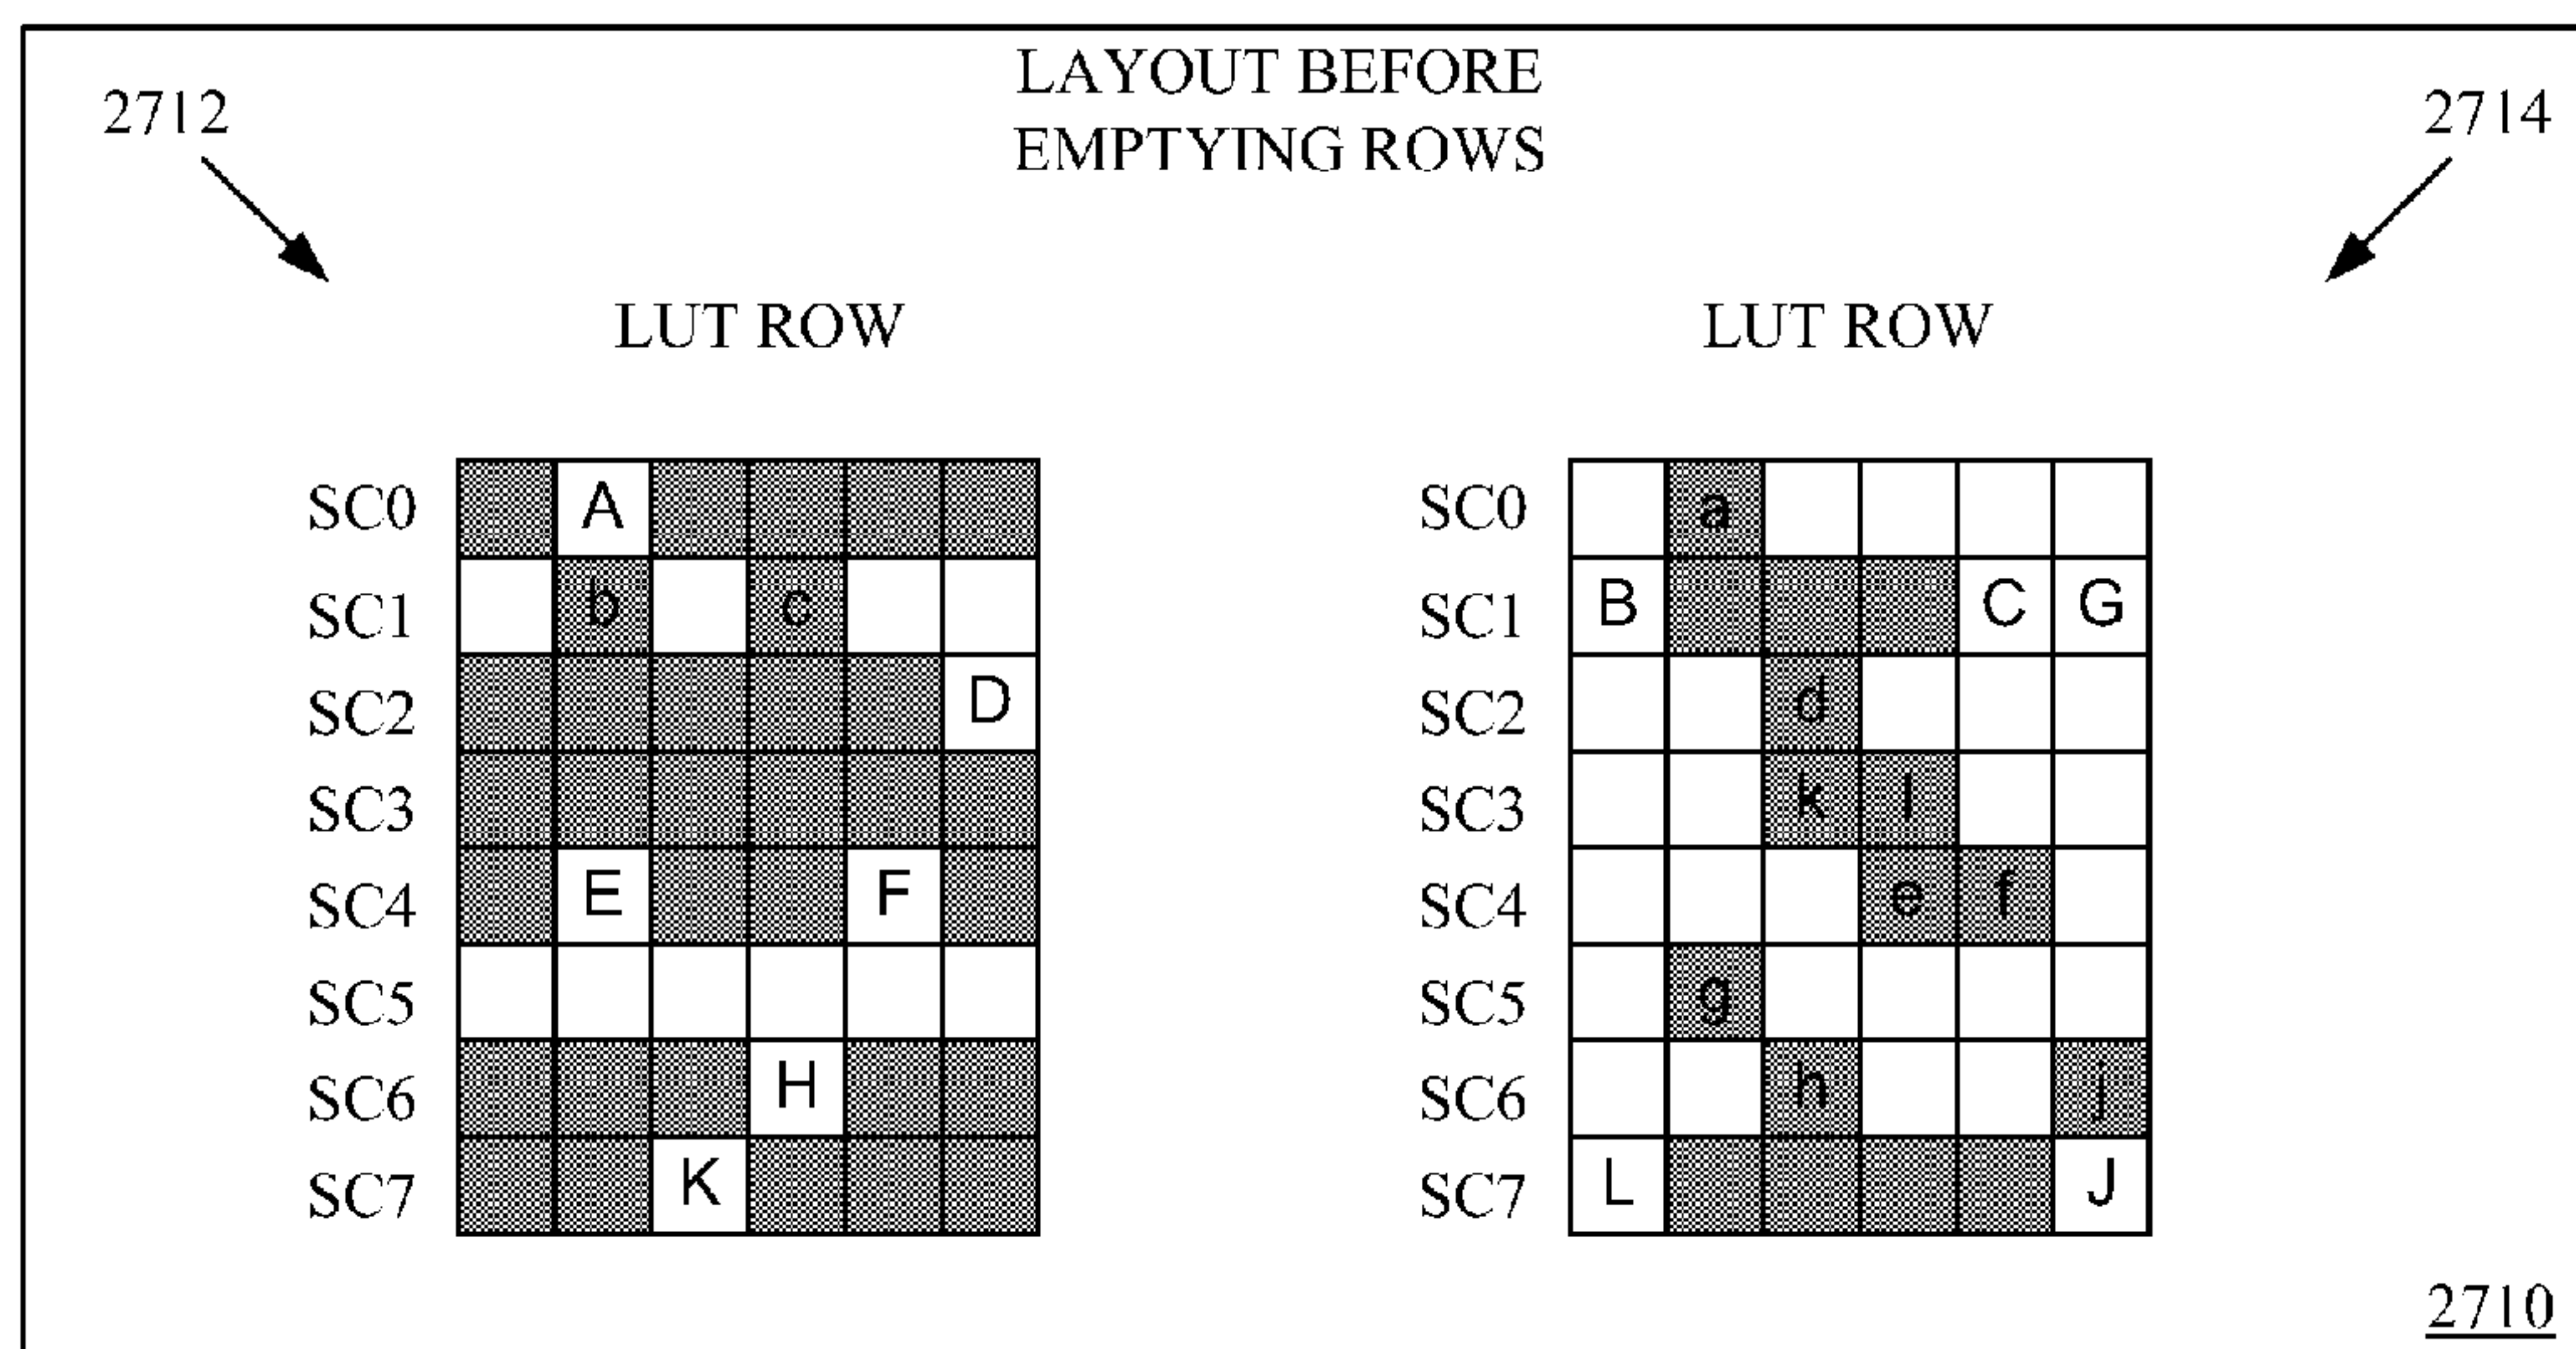 LAYOUT BEFORE
EMPTYING ROWS
2712
2714
LUT ROW
SC0 A
SC1 b c
SC2 D
SC3
SC4 E F
SC5
SC6 H
SC7 K
LUT ROW
SC0 a
SC1 B C G
SC2 d
SC3 k l
SC4 e f
SC5 g
SC6 h j
SC7 L J
2710